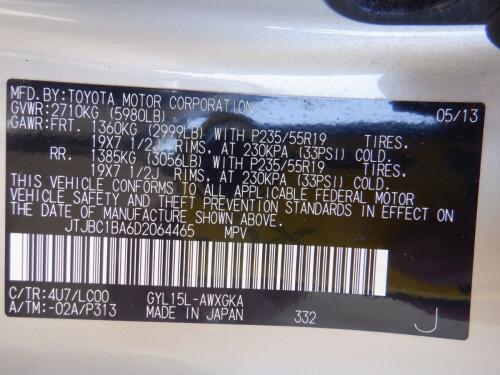 MFD. BY: TOYOTA MOTOR CORPORATION 05/13
GVWR: 2710KG (5980LB)
GAWR: FRT. 1360KG (2999LB) WITH P235/55R19 TIRES.
19X7 1/2J RIMS, AT 230KPA (33PSI) COLD.
RR. 1385KG (3056LB) WITH P235/55R19 TIRES.
19X7 1/2J RIMS, AT 230KPA (33PSI) COLD.
THIS VEHICLE CONFORMS TO ALL APPLICABLE FEDERAL MOTOR
VEHICLE SAFETY AND THEFT PREVENTION STANDARDS IN EFFECT
ON THE DATE OF MANUFACTURE SHOWN ABOVE.
JTJBC1BA6D2064465 MPV
C/TR: 4U7/LC00 GYL15L-AWXGKA
A/TM: -02A/P313 MADE IN JAPAN 332 J